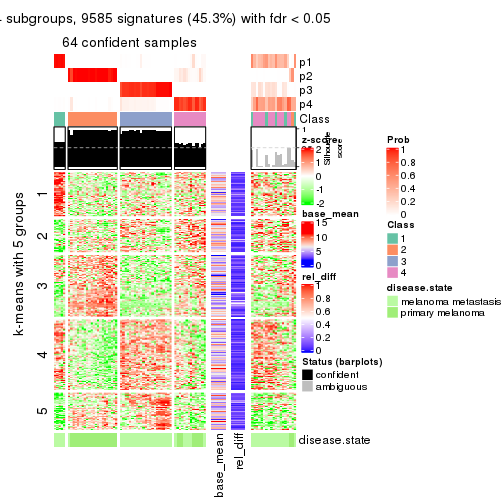 subgroups, 9585 signatures (45.3%) with fdr < 0.05
64 confident samples
p1
p2
p3
p4
Class
1
Silhouette
score
z-score
2
1
0
-1
-2
base_mean
15
10
5
0
rel_diff
1
0.8
0.6
0.4
0.2
0
Status (barplots)
confident
ambiguous
Prob
1
0.8
0.6
0.4
0.2
0
Class
1
2
3
4
disease.state
melanoma metastasis
primary melanoma
k-means with 5 groups
1
2
3
4
5
disease.state
base_mean
rel_diff